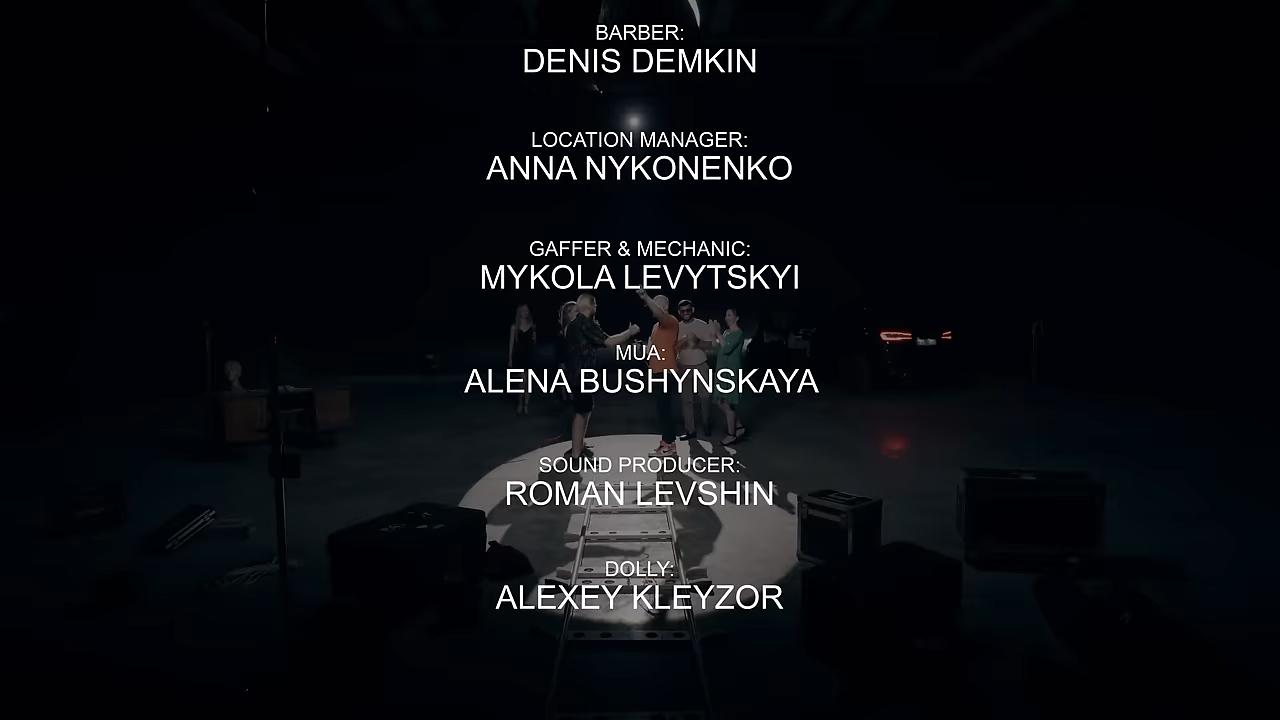 BARBER:
DENIS DEMKIN
LOCATION MANAGER:
ANNA NYKONENKO
GAFFER & MECHANIC:
MYKOLA LEVYTSKYI
MUA:
ALENA BUSHYNSKAYA
SOUND PRODUCER:
ROMAN LEVSHIN
DOLLY:
ALEXEY KLEYZOR